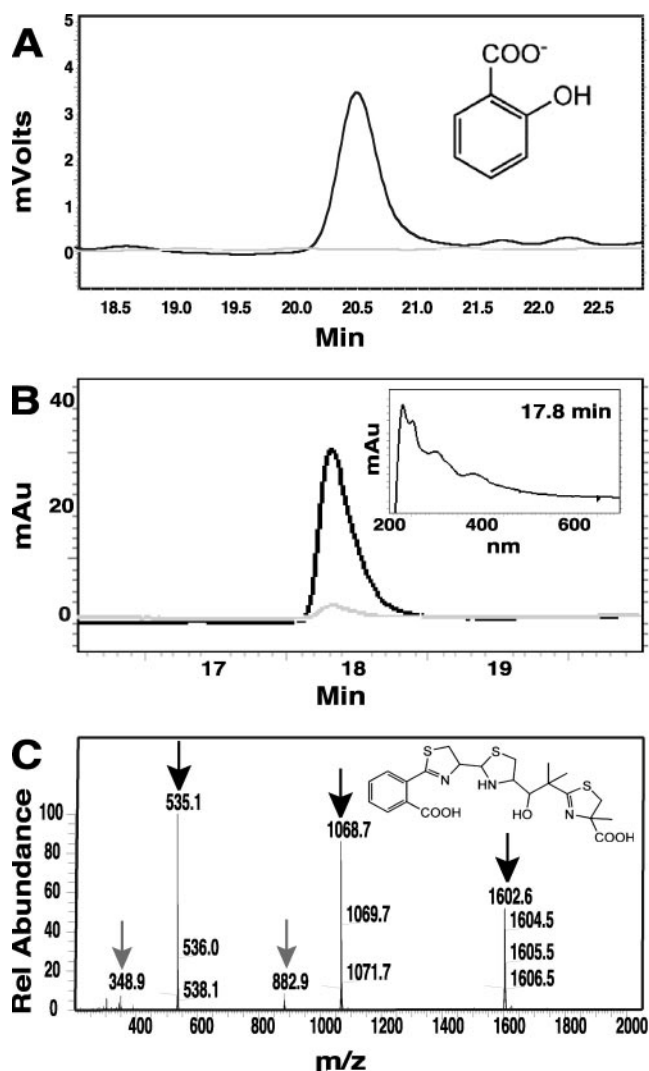 A
5
4
3
2
1
0
mVolts
COO-
OH
18.5 19.0 19.5 20.0 20.5 21.0 21.5 22.0 22.5
Min
B
40
20
0
mAu
17.8 min
mAu
200 400 600
nm
17 18 19
Min
C
100
80
60
40
20
0
Rel Abundance
535.1
536.0
538.1
348.9
882.9
1068.7
1069.7
1071.7
1602.6
1604.5
1605.5
1606.5
S
N
COOH
S
HN
HO
S
N
COOH
400 600 800 1000 1200 1400 1600 1800 2000
m/z